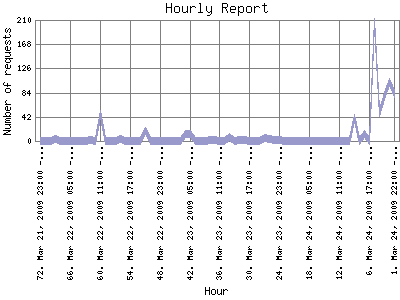 Hourly Report
Number of requests
210
168
126
84
42
0
72. Mar 21, 2009 23:00 -...
66. Mar 22, 2009 05:00 -...
60. Mar 22, 2009 11:00 -...
54. Mar 22, 2009 17:00 -...
48. Mar 22, 2009 23:00 -...
42. Mar 23, 2009 05:00 -...
36. Mar 23, 2009 11:00 -...
30. Mar 23, 2009 17:00 -...
24. Mar 23, 2009 23:00 -...
18. Mar 24, 2009 05:00 -...
12. Mar 24, 2009 11:00 -...
6. Mar 24, 2009 17:00 -...
1. Mar 24, 2009 22:00 -...
Hour